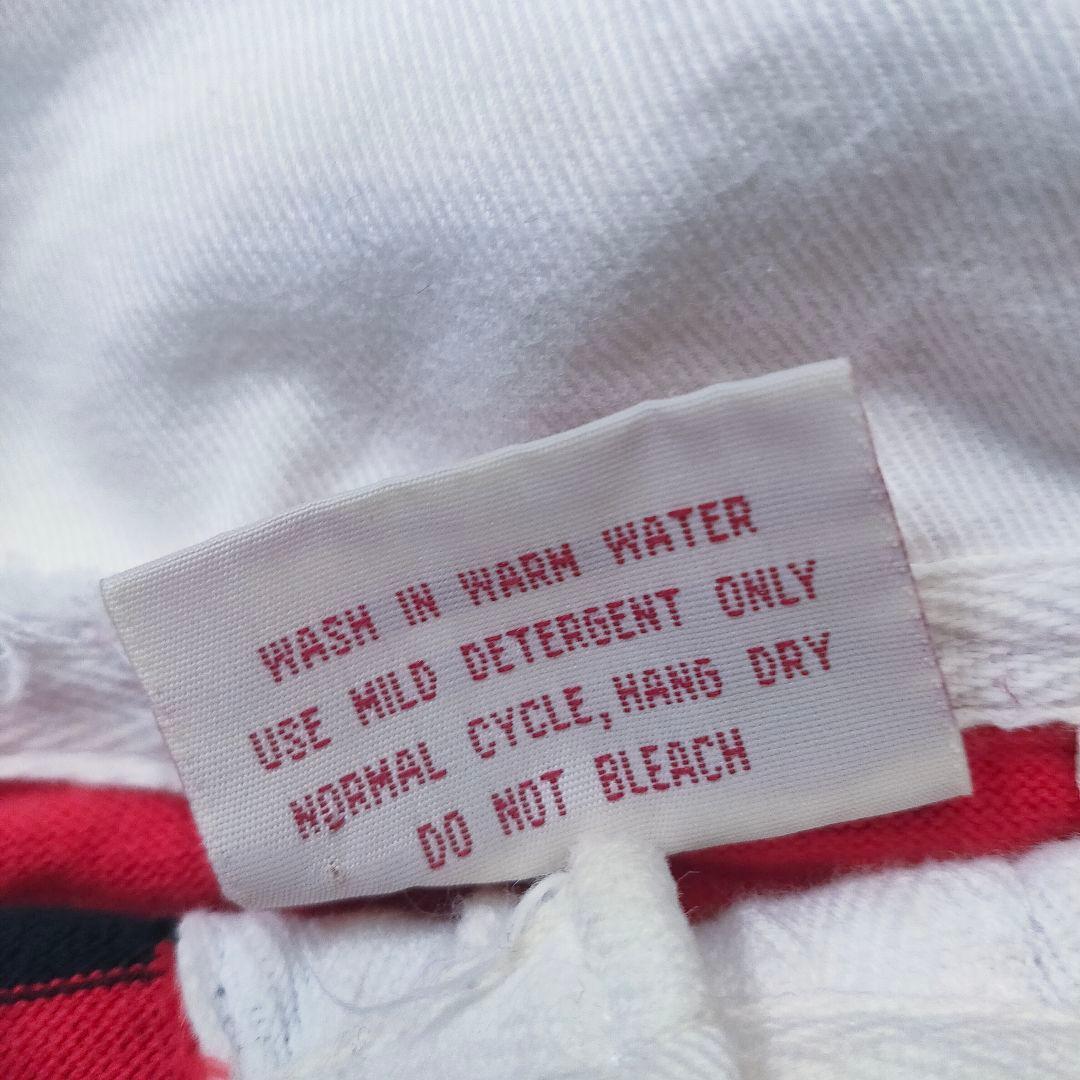 WASH IN WARM WATER
USE MILD DETERGENT ONLY
NORMAL CYCLE, HANG DRY
DO NOT BLEACH